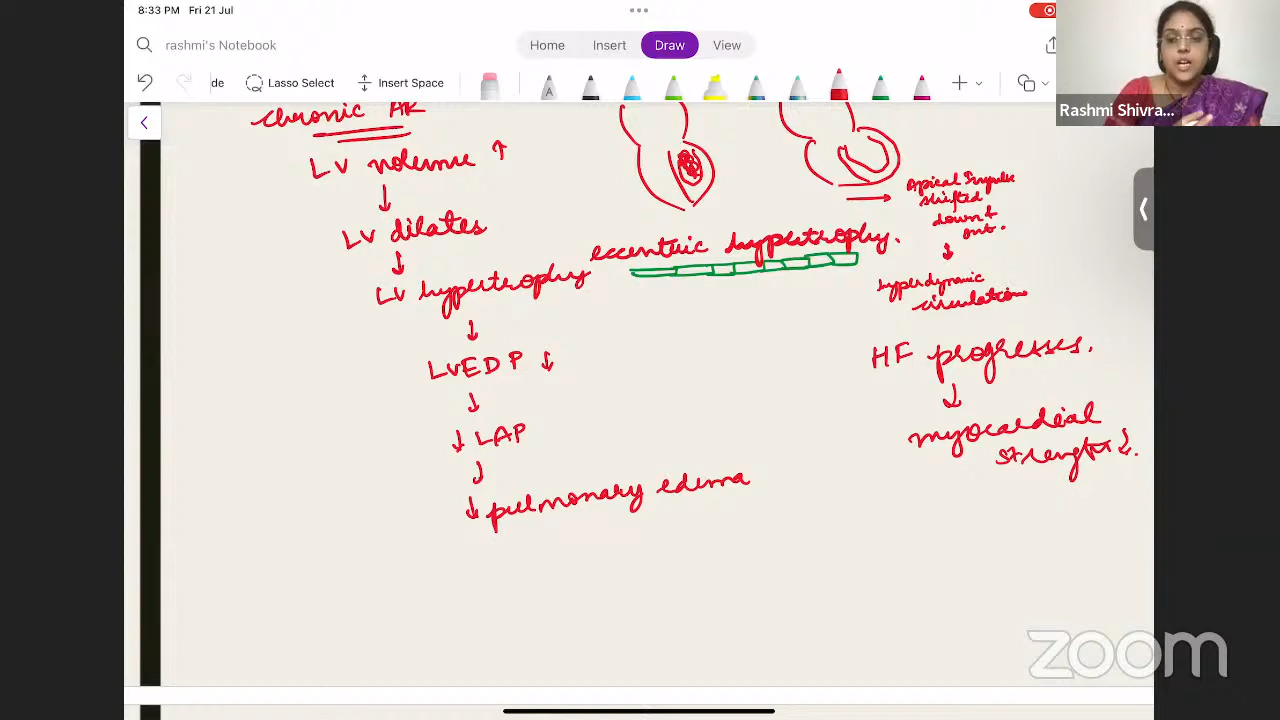 8:33 PM Fri 21 Jul
rashmi's Notebook
Home Insert Draw View
de Lasso Select Insert Space
Rashmi Shivra...
chronic AR
LV volume ↑
↓
LV dilates
↓
LV hypertrophy
↓
LVEDP ↓
↓
↓ LAP
↓
↓ pulmonary edema
eccentric hypertrophy.
→ Apical Impulse
shifted
down &
out.
↓
hyperdynamic
circulation
HF progresses.
↓
myocardial
strength ↓.
zoom